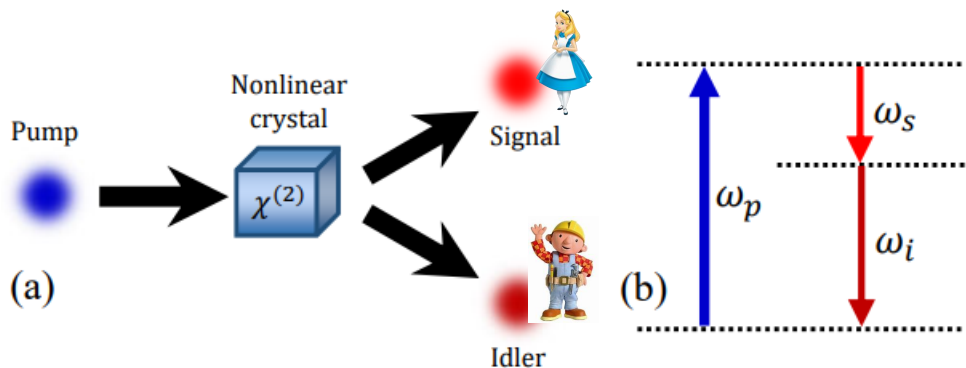 Pump
Nonlinear
crystal
χ^{(2)}
Signal
Idler
(a)
(b)
ω_p
ω_s
ω_i